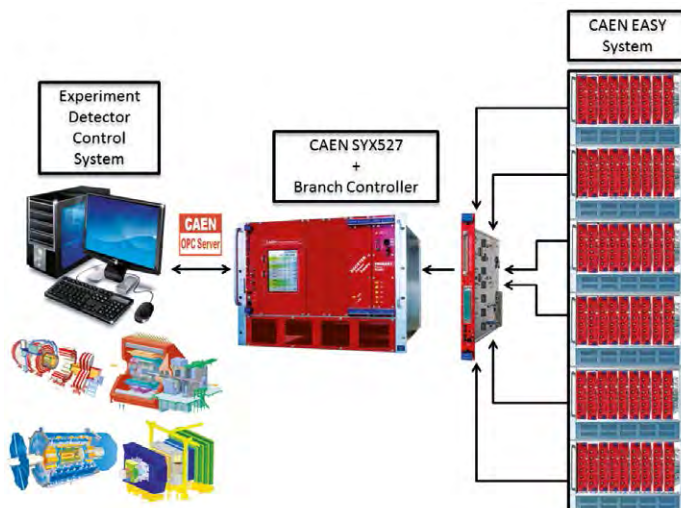 CAEN EASY
System
Experiment
Detector
Control
System
CAEN SYX527
+
Branch Controller
CAEN
OPC Server